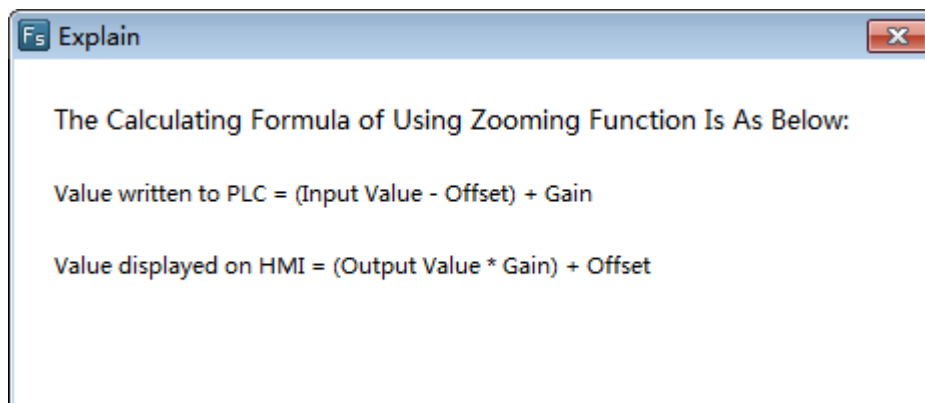 Fs Explain
The Calculating Formula of Using Zooming Function Is As Below:
Value written to PLC = (Input Value - Offset) + Gain
Value displayed on HMI = (Output Value * Gain) + Offset